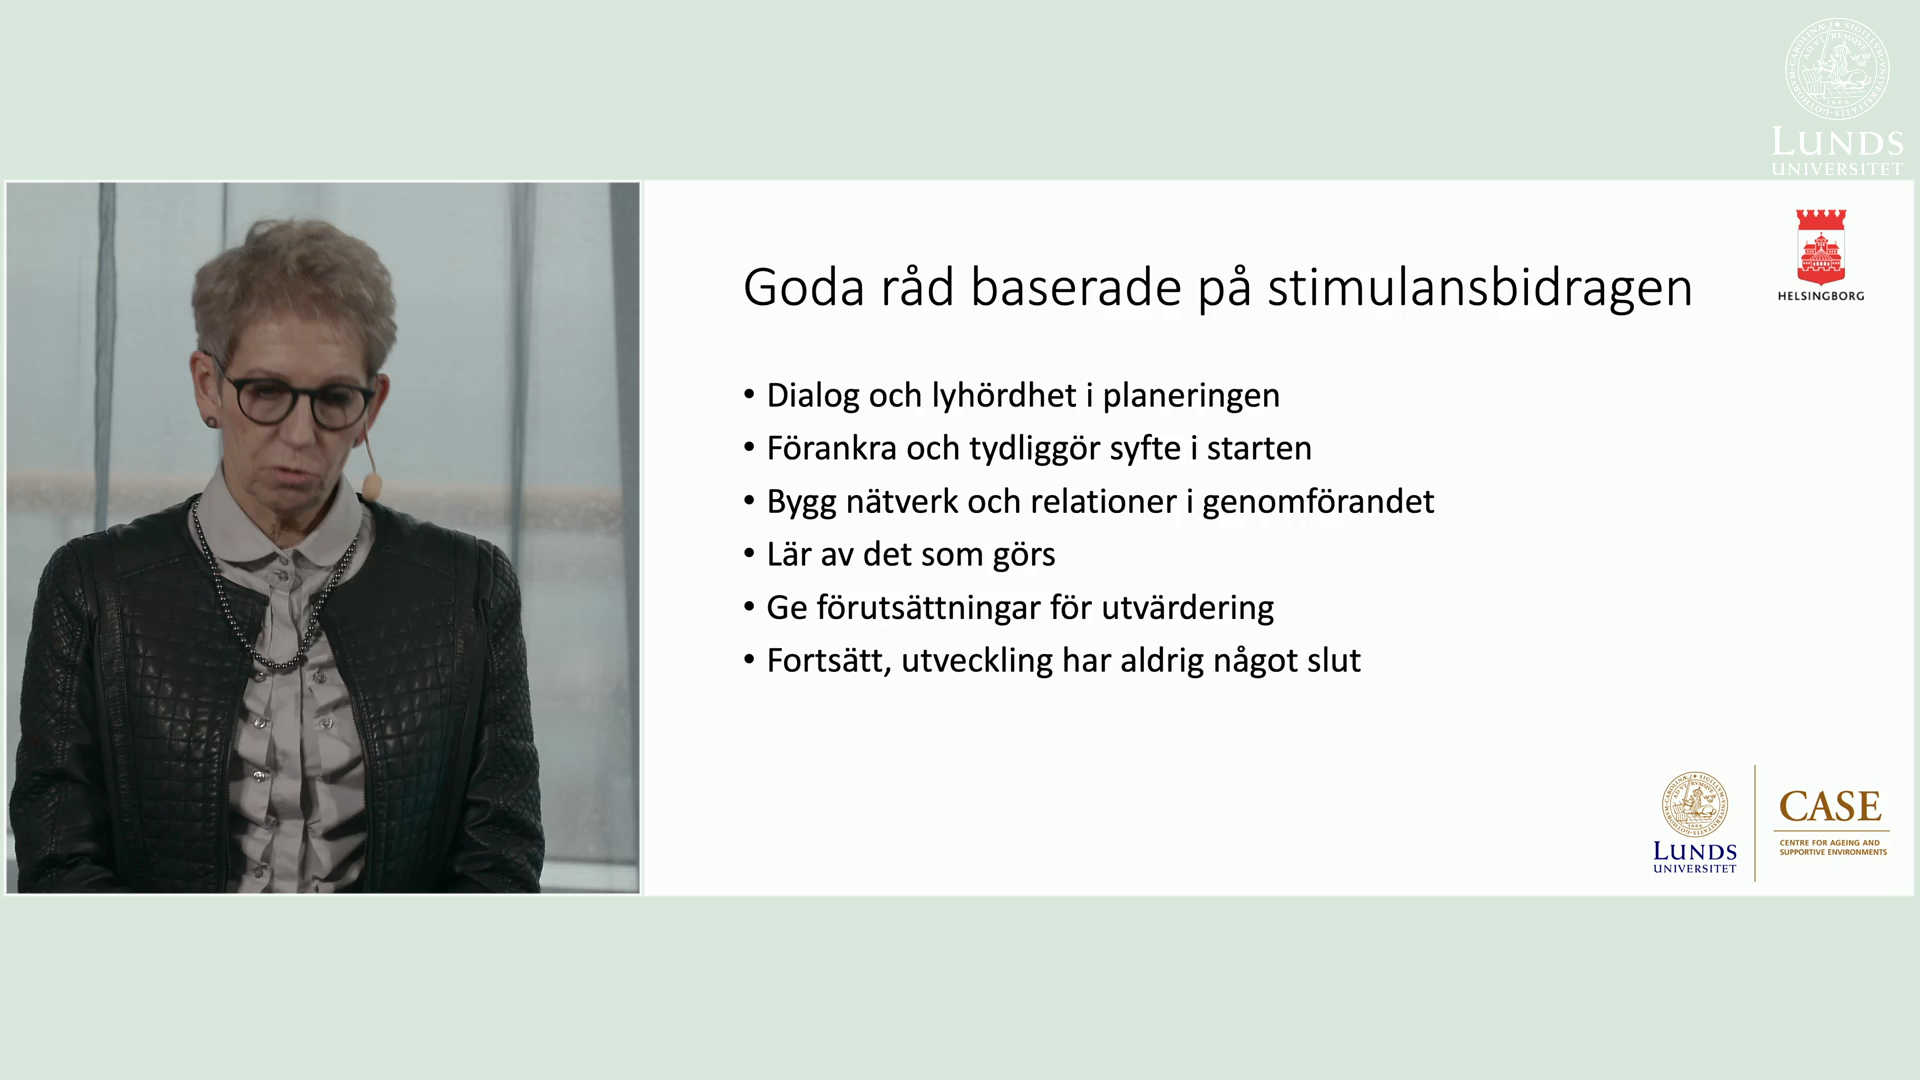 LUNDS
UNIVERSITET
HELSINGBORG
Goda råd baserade på stimulansbidragen
• Dialog och lyhördhet i planeringen
• Förankra och tydliggör syfte i starten
• Bygg nätverk och relationer i genomförandet
• Lär av det som görs
• Ge förutsättningar för utvärdering
• Fortsätt, utveckling har aldrig något slut
LUNDS
UNIVERSITET
CASE
CENTRE FOR AGEING AND
SUPPORTIVE ENVIRONMENTS